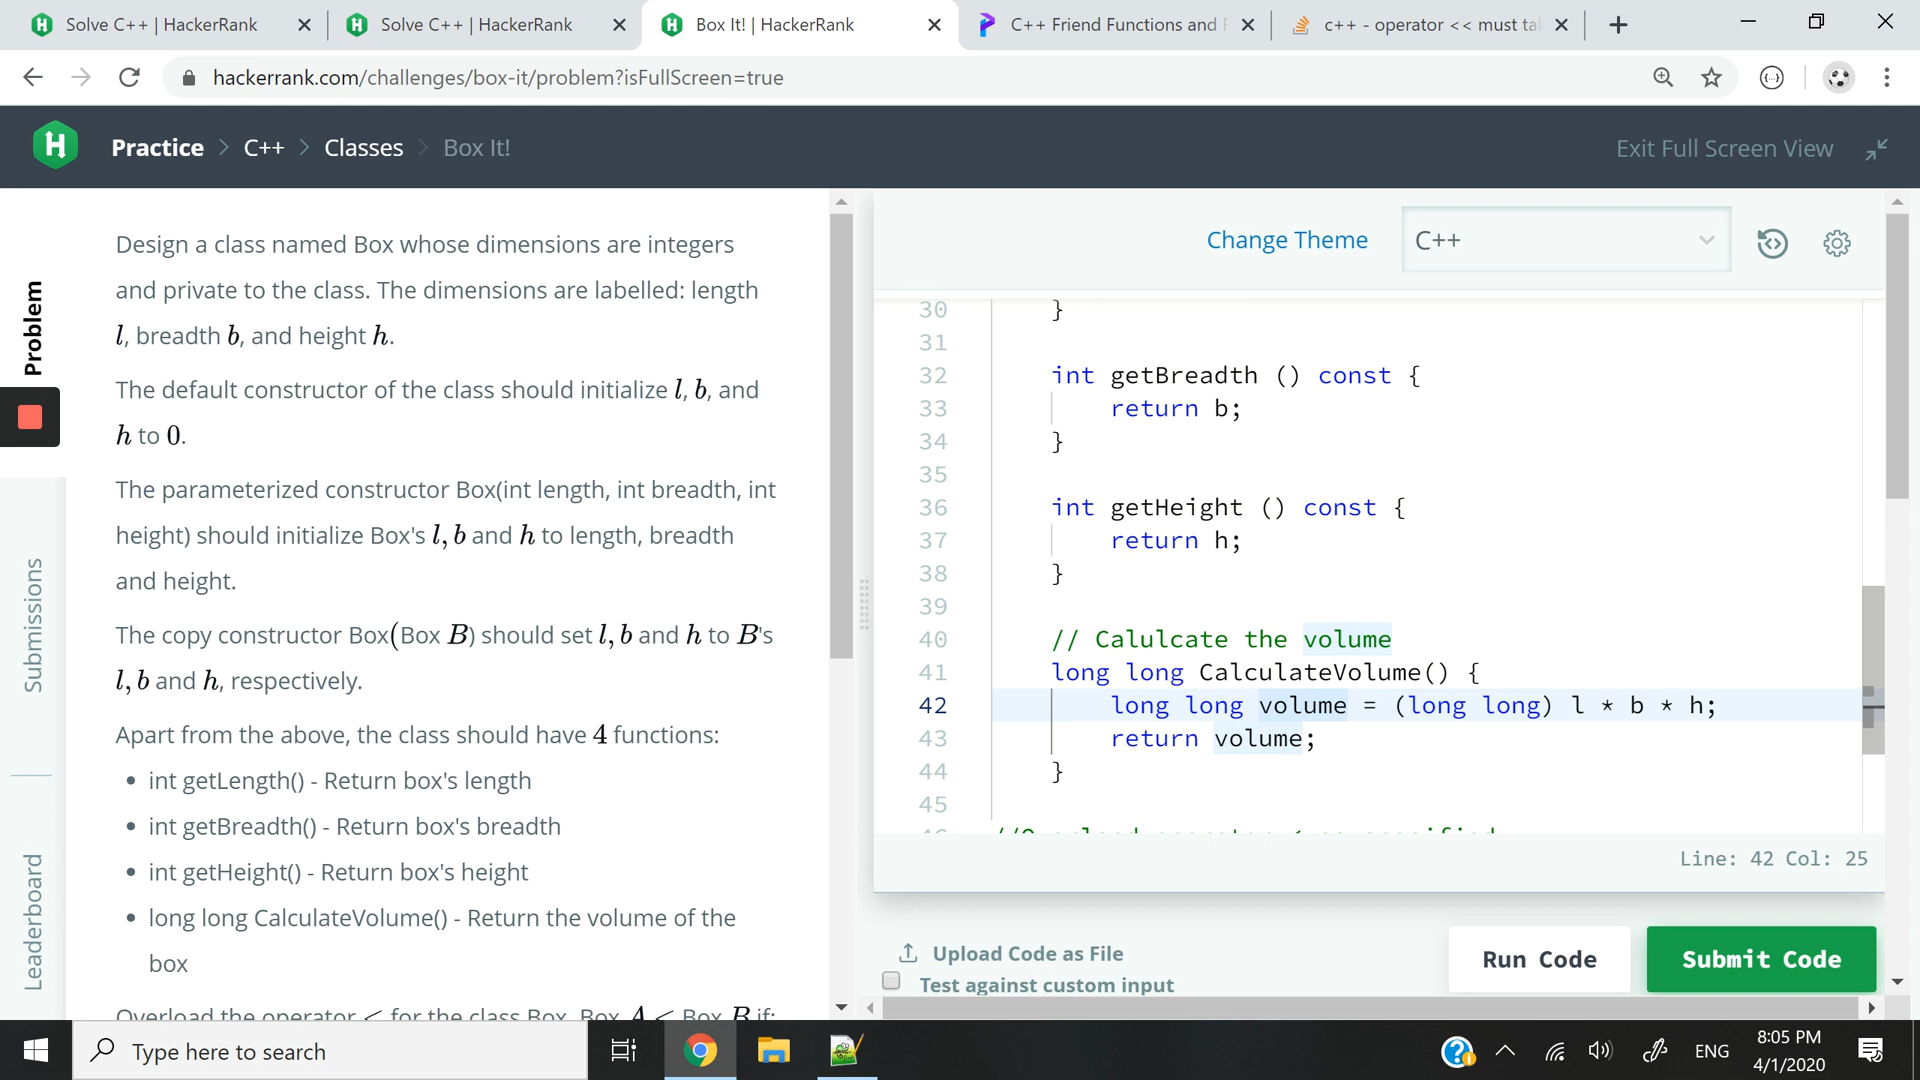 Solve C++ | HackerRank
Solve C++ | HackerRank
Box It! | HackerRank
C++ Friend Functions and F
c++ - operator << must ta
hackerrank.com/challenges/box-it/problem?isFullScreen=true
Practice > C++ > Classes > Box It!
Exit Full Screen View
Problem
Submissions
Leaderboard
Design a class named Box whose dimensions are integers
and private to the class. The dimensions are labelled: length
l, breadth b, and height h.
The default constructor of the class should initialize l, b, and
h to 0.
The parameterized constructor Box(int length, int breadth, int
height) should initialize Box's l, b and h to length, breadth
and height.
The copy constructor Box(Box B) should set l, b and h to B's
l, b and h, respectively.
Apart from the above, the class should have 4 functions:
• int getLength() - Return box's length
• int getBreadth() - Return box's breadth
• int getHeight() - Return box's height
• long long CalculateVolume() - Return the volume of the
box
Overload the operator < for the class Box. Box A < Box B if:
Change Theme
C++
30 }
31
32 int getBreadth () const {
33 return b;
34 }
35
36 int getHeight () const {
37 return h;
38 }
39
40 // Calulcate the volume
41 long long CalculateVolume() {
42 long long volume = (long long) l * b * h;
43 return volume;
44 }
45
Line: 42 Col: 25
Upload Code as File
Test against custom input
Run Code
Submit Code
Type here to search
ENG
8:05 PM
4/1/2020